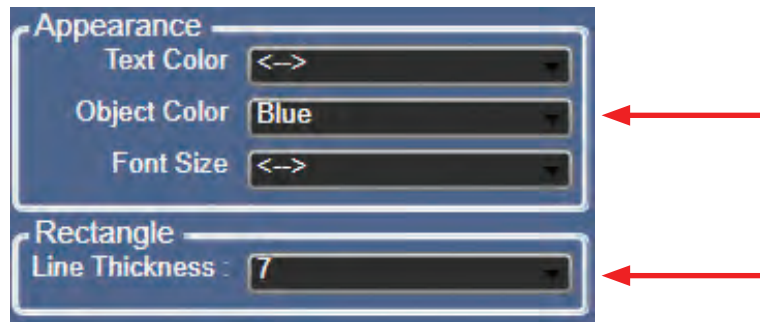 Appearance
Text Color <-->
Object Color Blue
Font Size <-->
Rectangle
Line Thickness : 7